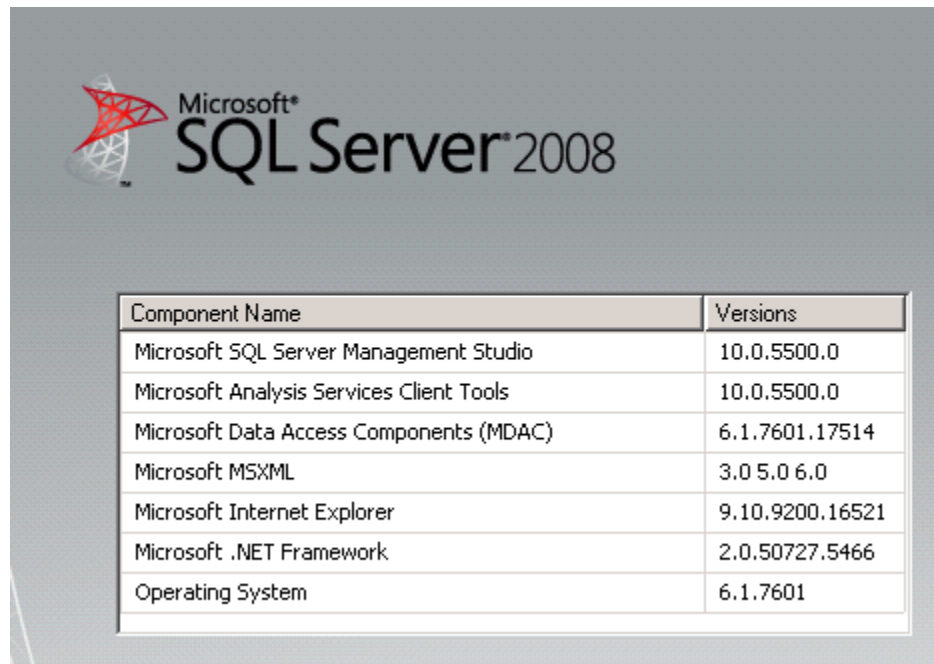 Microsoft®
SQL Server® 2008
™
Component Name Versions
Microsoft SQL Server Management Studio 10.0.5500.0
Microsoft Analysis Services Client Tools 10.0.5500.0
Microsoft Data Access Components (MDAC) 6.1.7601.17514
Microsoft MSXML 3.0 5.0 6.0
Microsoft Internet Explorer 9.10.9200.16521
Microsoft .NET Framework 2.0.50727.5466
Operating System 6.1.7601